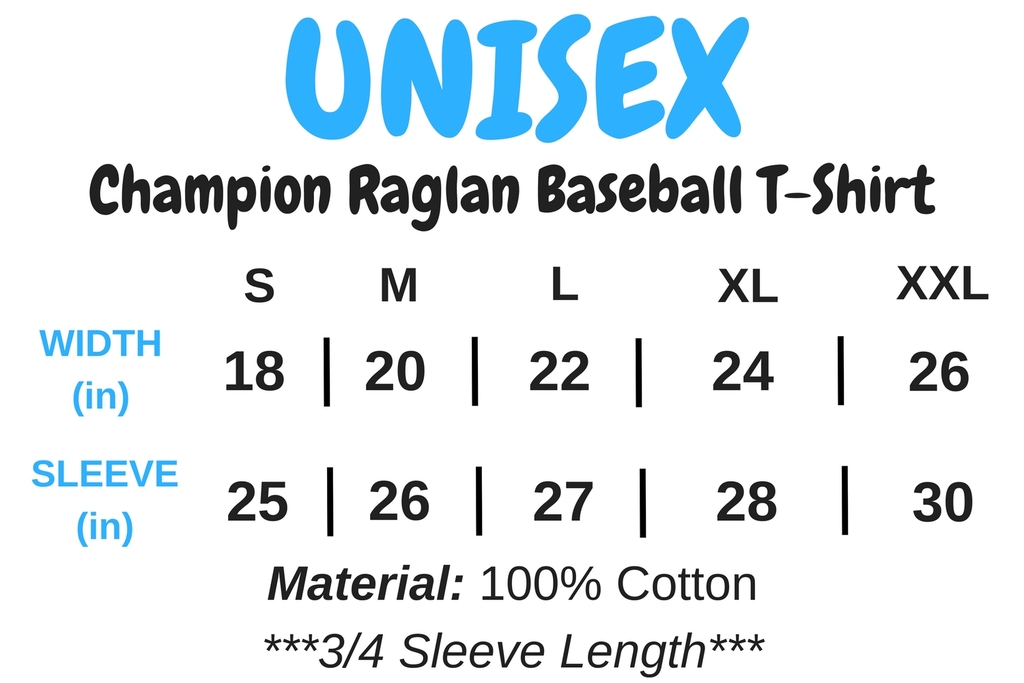 UNISEX
Champion Raglan Baseball T-Shirt
S M L XL XXL
WIDTH
(in)
18 | 20 | 22 | 24 | 26
SLEEVE
(in)
25 | 26 | 27 | 28 | 30
Material: 100% Cotton
***3/4 Sleeve Length***